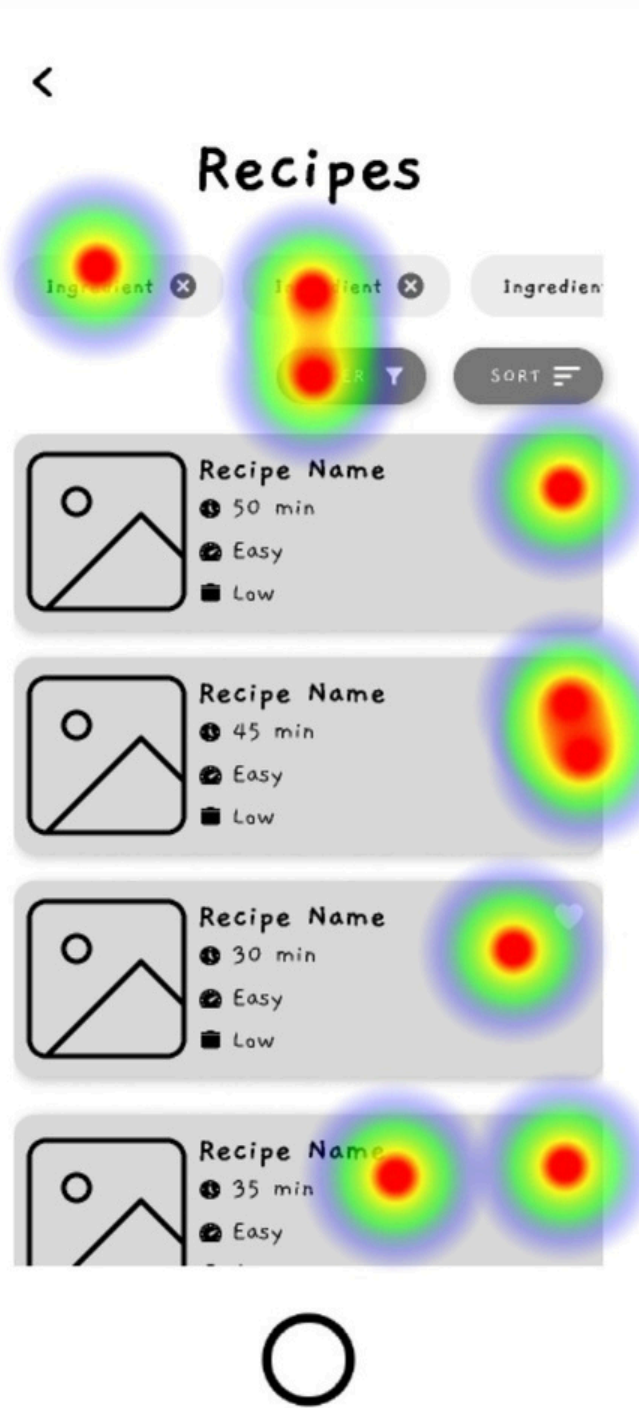 Recipes
Ingredient Ingredient Ingredien
ER SORT
Recipe Name
50 min
Easy
Low
Recipe Name
45 min
Easy
Low
Recipe Name
30 min
Easy
Low
Recipe Name
35 min
Easy